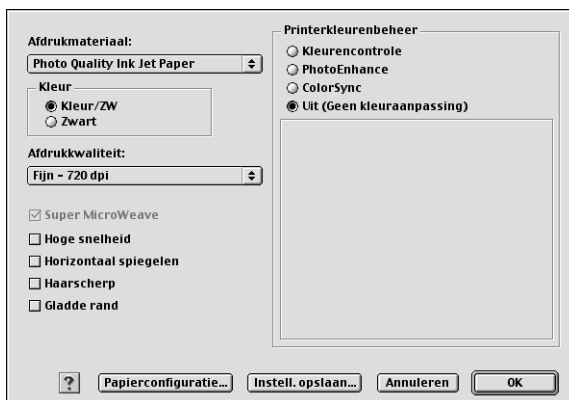 Afdrukmateriaal:
Photo Quality Ink Jet Paper
Kleur
Kleur/ZW
Zwart
Afdrukkwaliteit:
Fijn - 720 dpi
Super MicroWeave
Hoge snelheid
Horizontaal spiegelen
Haarscherp
Gladde rand
Printerkleurenbeheer
Kleurencontrole
PhotoEnhance
ColorSync
Uit (Geen kleuraanpassing)
? Papierconfiguratie... Instell. opslaan... Annuleren OK